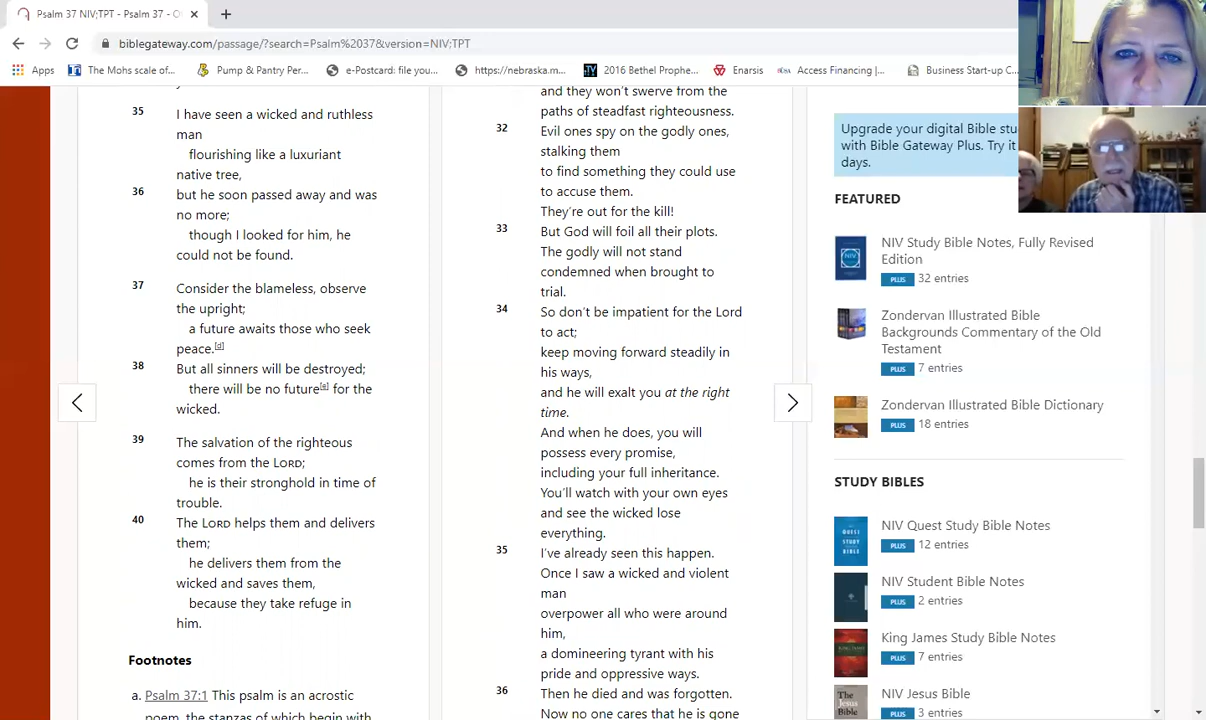 Psalm 37 NIV;TPT - Psalm 37 -
biblegateway.com/passage/?search=Psalm%2037&version=NIV;TPT
Apps
The Mohs scale of...
Pump & Pantry Per...
e-Postcard: file you...
https://nebraska.m...
2016 Bethel Prophe...
Enarsis
Access Financing |...
Business Start-up C...
35
I have seen a wicked and ruthless
man
flourishing like a luxuriant
native tree,
36
but he soon passed away and was
no more;
though I looked for him, he
could not be found.
37
Consider the blameless, observe
the upright;
a future awaits those who seek
peace.[d]
38
But all sinners will be destroyed;
there will be no future[e] for the
wicked.
39
The salvation of the righteous
comes from the LORD;
he is their stronghold in time of
trouble.
40
The LORD helps them and delivers
them;
he delivers them from the
wicked and saves them,
because they take refuge in
him.
Footnotes
a. Psalm 37:1 This psalm is an acrostic
poem, the stanzas of which begin with
and they won't swerve from the
paths of steadfast righteousness.
32
Evil ones spy on the godly ones,
stalking them
to find something they could use
to accuse them.
They're out for the kill!
33
But God will foil all their plots.
The godly will not stand
condemned when brought to
trial.
34
So don't be impatient for the Lord
to act;
keep moving forward steadily in
his ways,
and he will exalt you at the right
time.
And when he does, you will
possess every promise,
including your full inheritance.
You'll watch with your own eyes
and see the wicked lose
everything.
35
I've already seen this happen.
Once I saw a wicked and violent
man
overpower all who were around
him,
a domineering tyrant with his
pride and oppressive ways.
36
Then he died and was forgotten.
Now no one cares that he is gone
Upgrade your digital Bible stu
with Bible Gateway Plus. Try it
days.
FEATURED
NIV Study Bible Notes, Fully Revised
Edition
PLUS 32 entries
Zondervan Illustrated Bible
Backgrounds Commentary of the Old
Testament
PLUS 7 entries
Zondervan Illustrated Bible Dictionary
PLUS 18 entries
STUDY BIBLES
NIV Quest Study Bible Notes
PLUS 12 entries
NIV Student Bible Notes
PLUS 2 entries
King James Study Bible Notes
PLUS 7 entries
NIV Jesus Bible
PLUS 3 entries